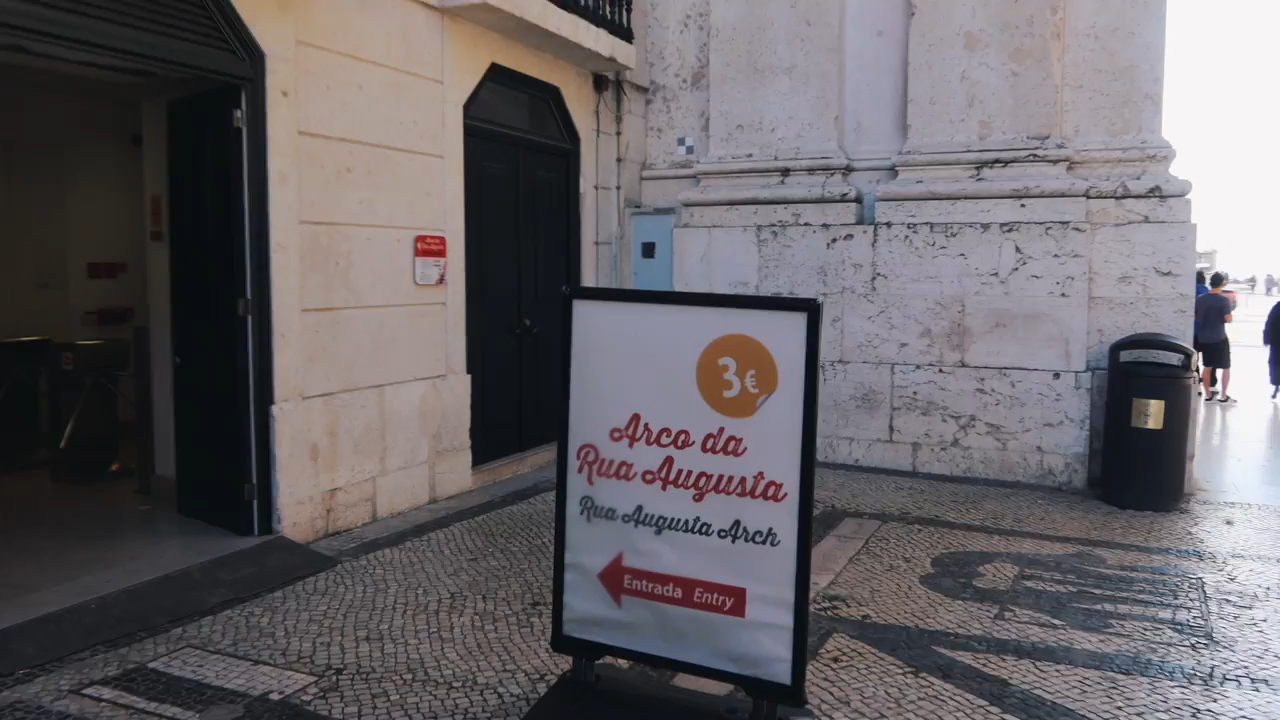 3€
Arco da
Rua Augusta
Rua Augusta Arch
Entrada Entry